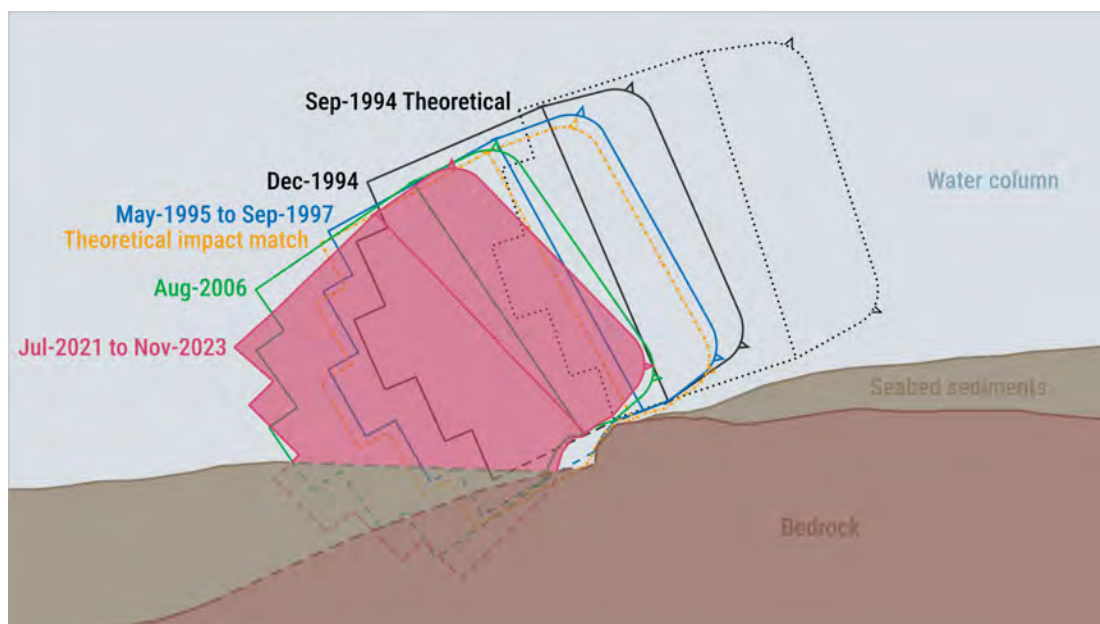 Sep-1994 Theoretical
Dec-1994
May-1995 to Sep-1997
Theoretical impact match
Aug-2006
Jul-2021 to Nov-2023
Water column
Seabed sediments
Bedrock